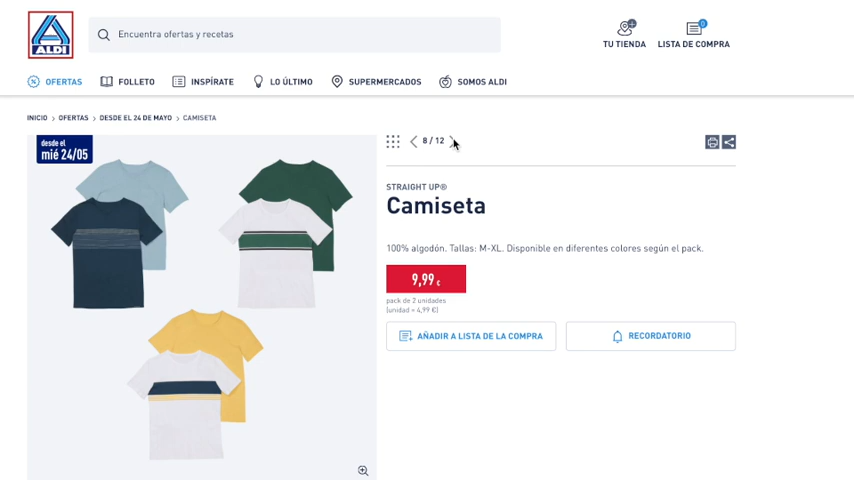 ALDI
Encuentra ofertas y recetas
TU TIENDA
0
LISTA DE COMPRA
OFERTAS
FOLLETO
INSPÍRATE
LO ÚLTIMO
SUPERMERCADOS
SOMOS ALDI
INICIO > OFERTAS > DESDE EL 24 DE MAYO > CAMISETA
desde el
mié 24/05
8 / 12
STRAIGHT UP®
Camiseta
100% algodón. Tallas: M-XL. Disponible en diferentes colores según el pack.
9,99 €
pack de 2 unidades
(unidad = 4,99 €)
AÑADIR A LISTA DE LA COMPRA
RECORDATORIO